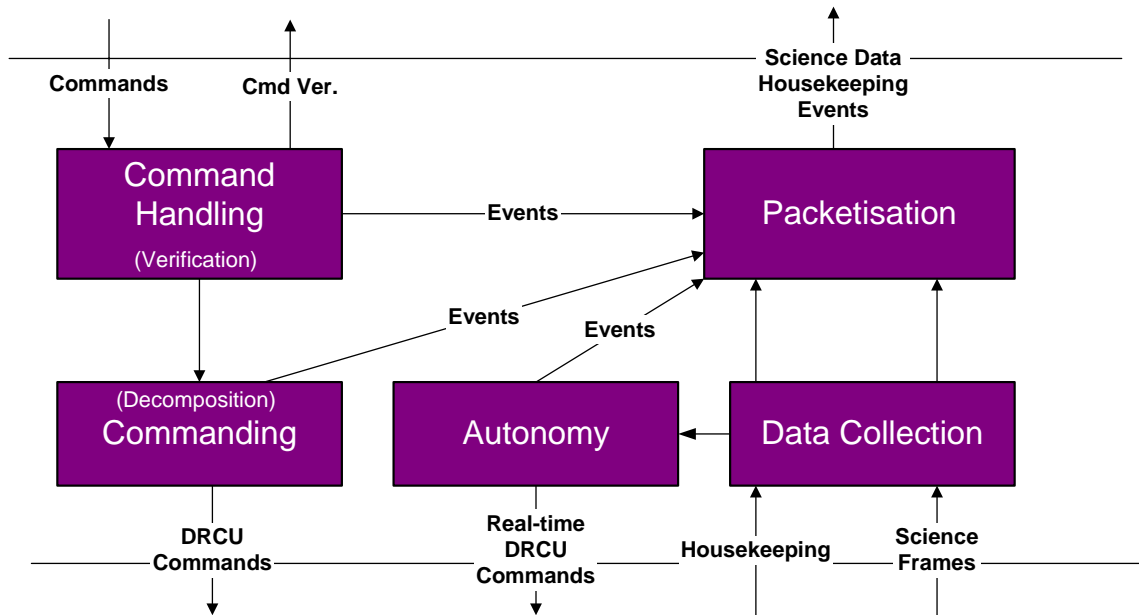 Commands
Cmd Ver.
Science Data
Housekeeping
Events
Command
Handling
(Verification)
Events
Packetisation
Events
Events
(Decomposition)
Commanding
Autonomy
Data Collection
DRCU
Commands
Real-time
DRCU
Commands
Housekeeping
Science
Frames